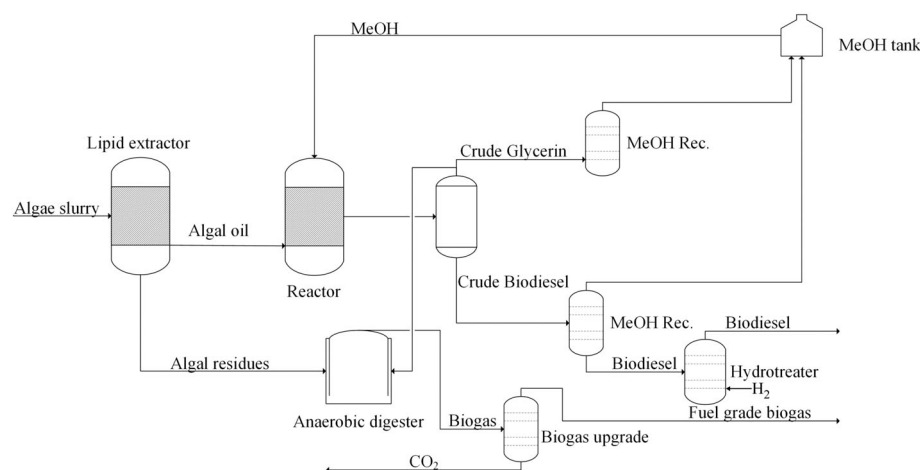 MeOH
MeOH tank
Lipid extractor
Crude Glycerin
MeOH Rec.
Algae slurry
Algal oil
Crude Biodiesel
Reactor
MeOH Rec.
Biodiesel
Algal residues
Biodiesel
Hydrotreater
H₂
Anaerobic digester
Biogas
Fuel grade biogas
Biogas upgrade
CO₂